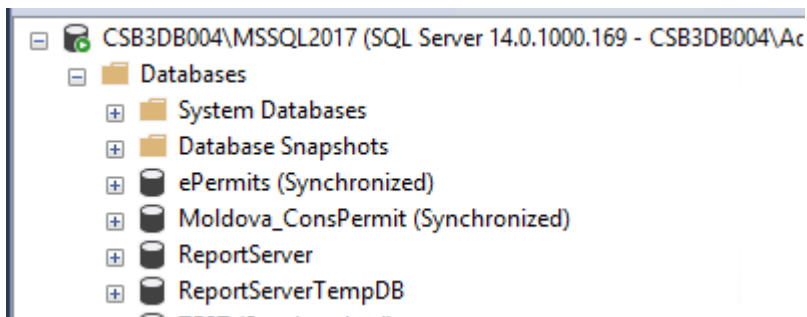 CSB3DB004\MSSQL2017 (SQL Server 14.0.1000.169 - CSB3DB004\Ac
Databases
System Databases
Database Snapshots
ePermits (Synchronized)
Moldova_ConsPermit (Synchronized)
ReportServer
ReportServerTempDB